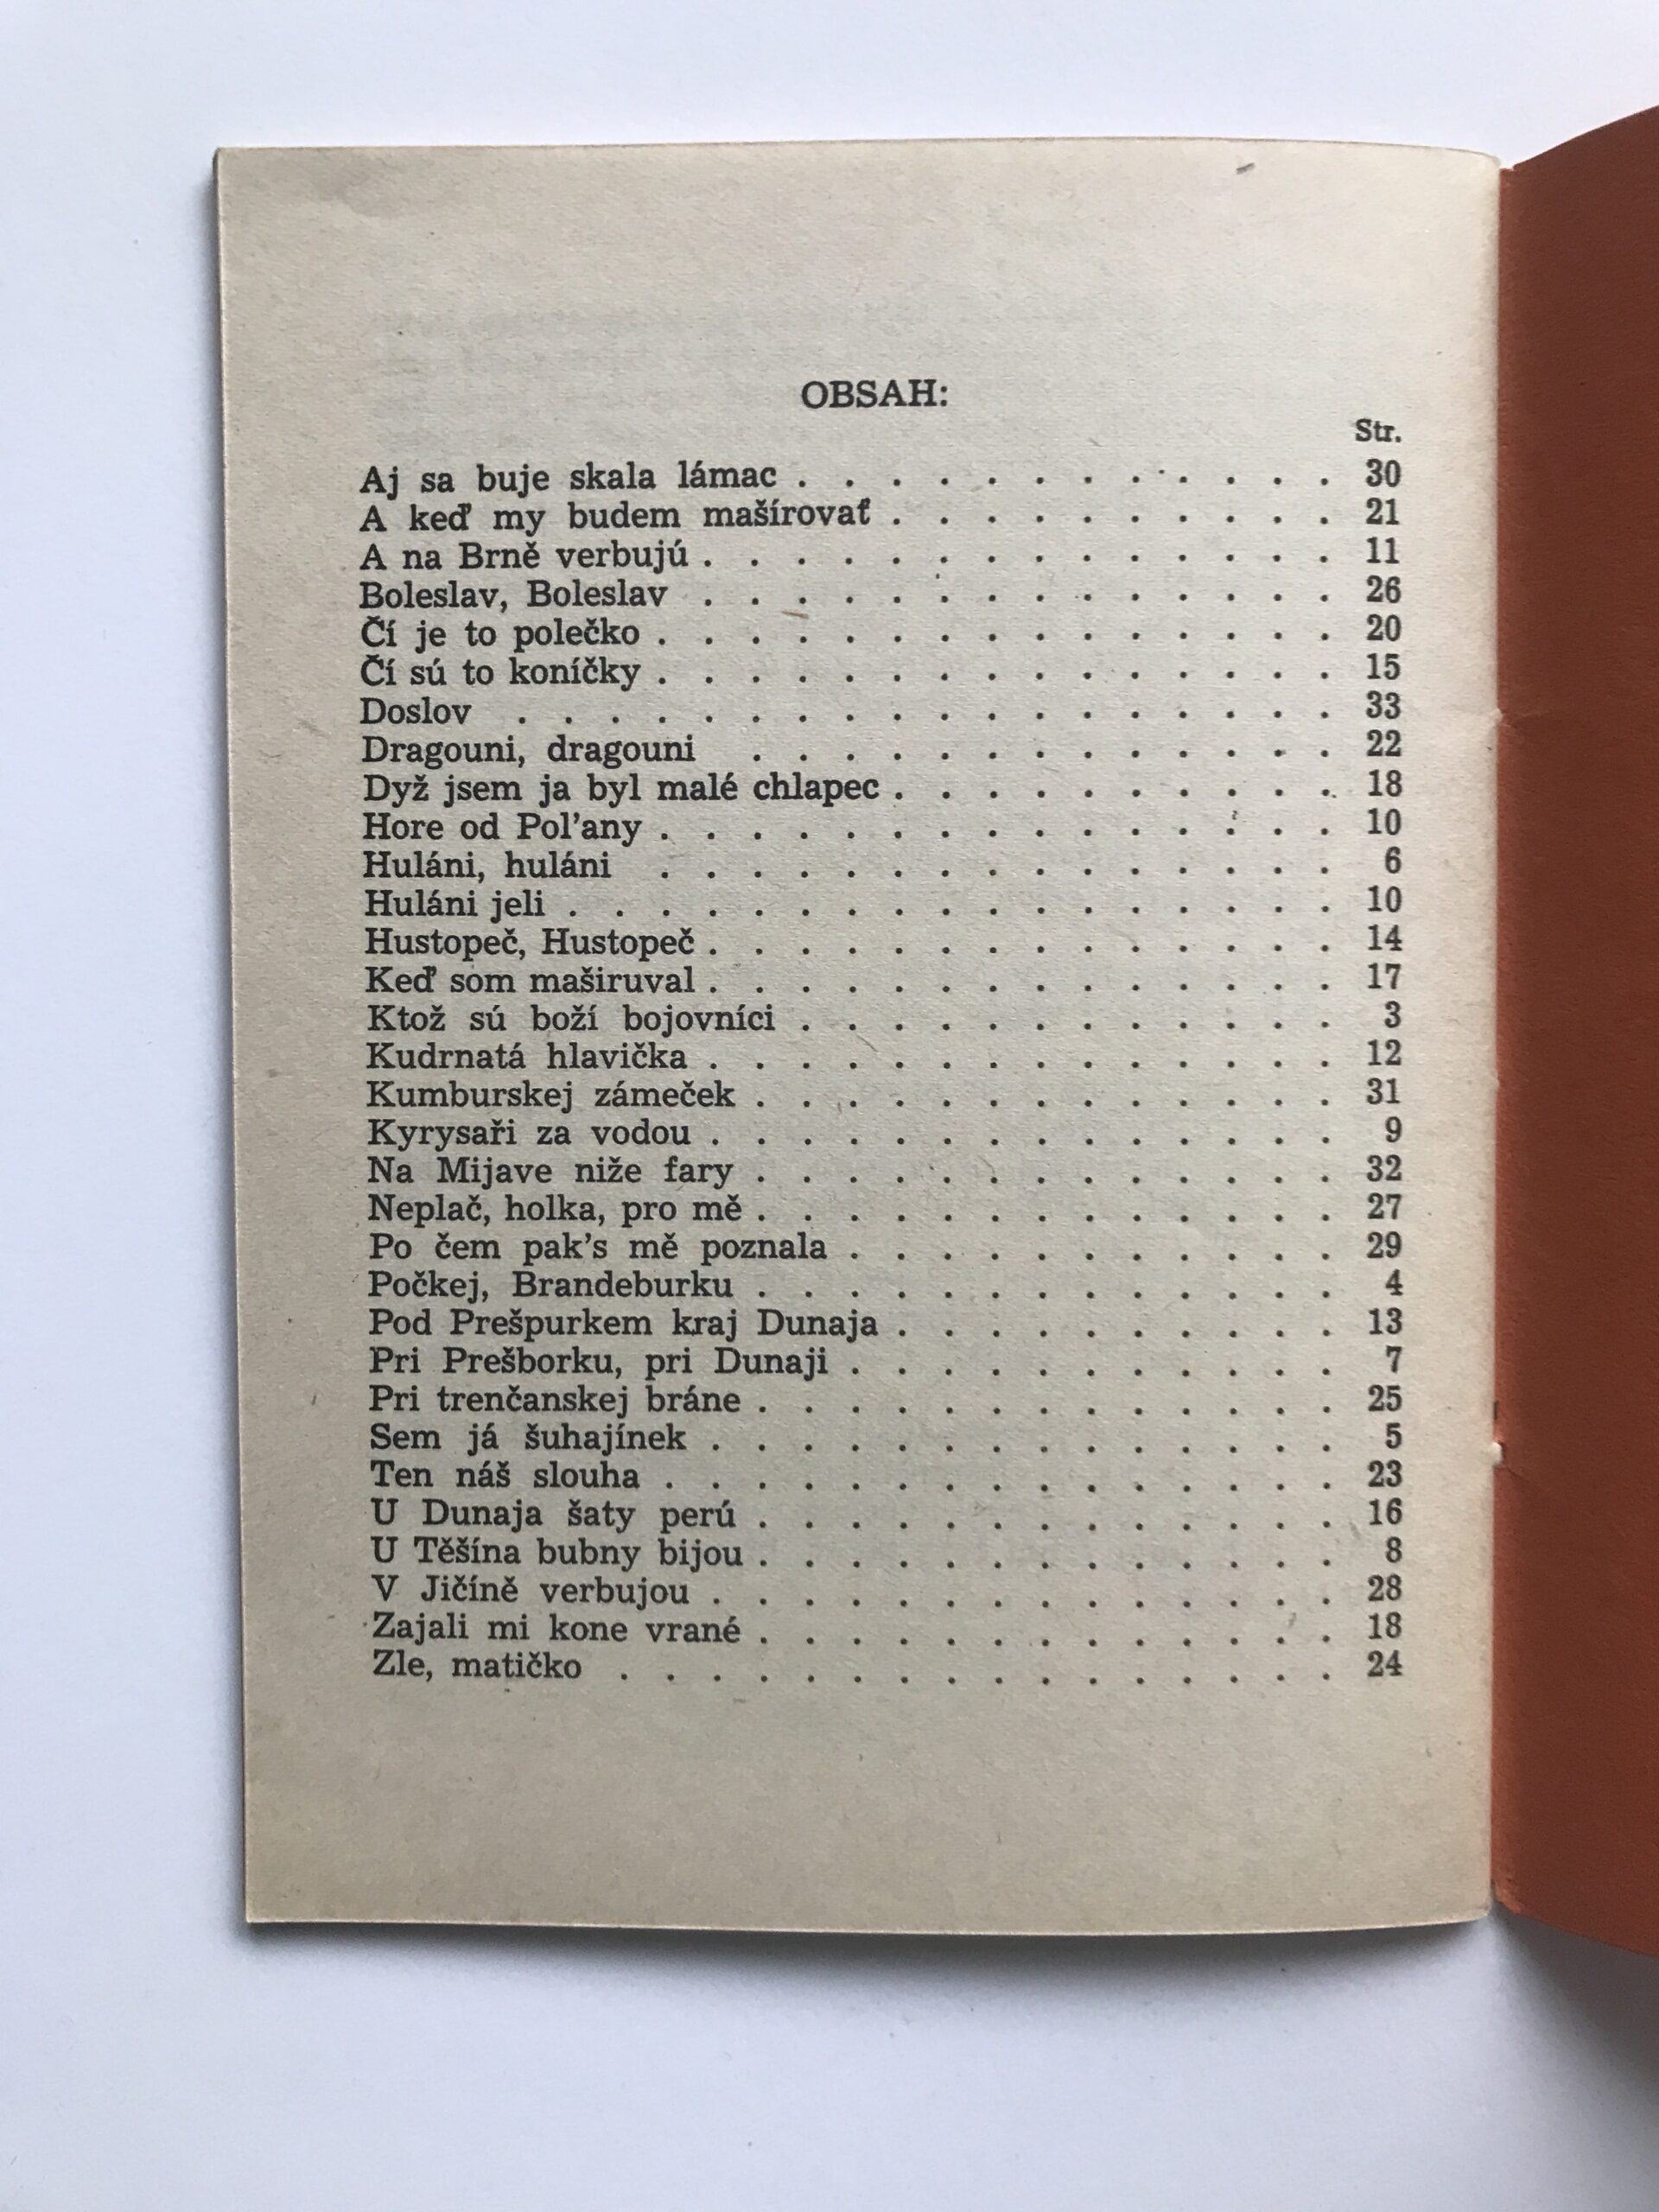 OBSAH:
Str.
Aj sa buje skala lámac . . . . . . . . . . . . 30
A keď my budem mašírovať . . . . . . . . . . 21
A na Brně verbujú . . . . . . . . . . . . . . 11
Boleslav, Boleslav . . . . . . . . . . . . . . 26
Čí je to polečko . . . . . . . . . . . . . . . 20
Čí sú to koníčky . . . . . . . . . . . . . . . 15
Doslov . . . . . . . . . . . . . . . . . . 33
Dragouni, dragouni . . . . . . . . . . . . . 22
Dyž jsem ja byl malé chlapec . . . . . . . . . . 18
Hore od Pol'any . . . . . . . . . . . . . . . 10
Huláni, huláni . . . . . . . . . . . . . . . 6
Huláni jeli . . . . . . . . . . . . . . . . . 10
Hustopeč, Hustopeč . . . . . . . . . . . . . . 14
Keď som maširuval . . . . . . . . . . . . . . 17
Ktož sú boží bojovníci . . . . . . . . . . . . 3
Kudrnatá hlavička . . . . . . . . . . . . . . 12
Kumburskej zámeček . . . . . . . . . . . . . 31
Kyrysaři za vodou . . . . . . . . . . . . . . 9
Na Mijave niže fary . . . . . . . . . . . . . 32
Neplač, holka, pro mě . . . . . . . . . . . . . 27
Po čem pak's mě poznala . . . . . . . . . . . 29
Počkej, Brandeburku . . . . . . . . . . . . . 4
Pod Prešpurkem kraj Dunaja . . . . . . . . . . 13
Pri Prešborku, pri Dunaji . . . . . . . . . . . 7
Pri trenčanskej bráne . . . . . . . . . . . . . 25
Sem já šuhajínek . . . . . . . . . . . . . . 5
Ten náš slouha . . . . . . . . . . . . . . . 23
U Dunaja šaty perú . . . . . . . . . . . . . 16
U Těšína bubny bijou . . . . . . . . . . . . . 8
V Jičíně verbujou . . . . . . . . . . . . . . 28
Zajali mi kone vrané . . . . . . . . . . . . . 18
Zle, matičko . . . . . . . . . . . . . . . . 24